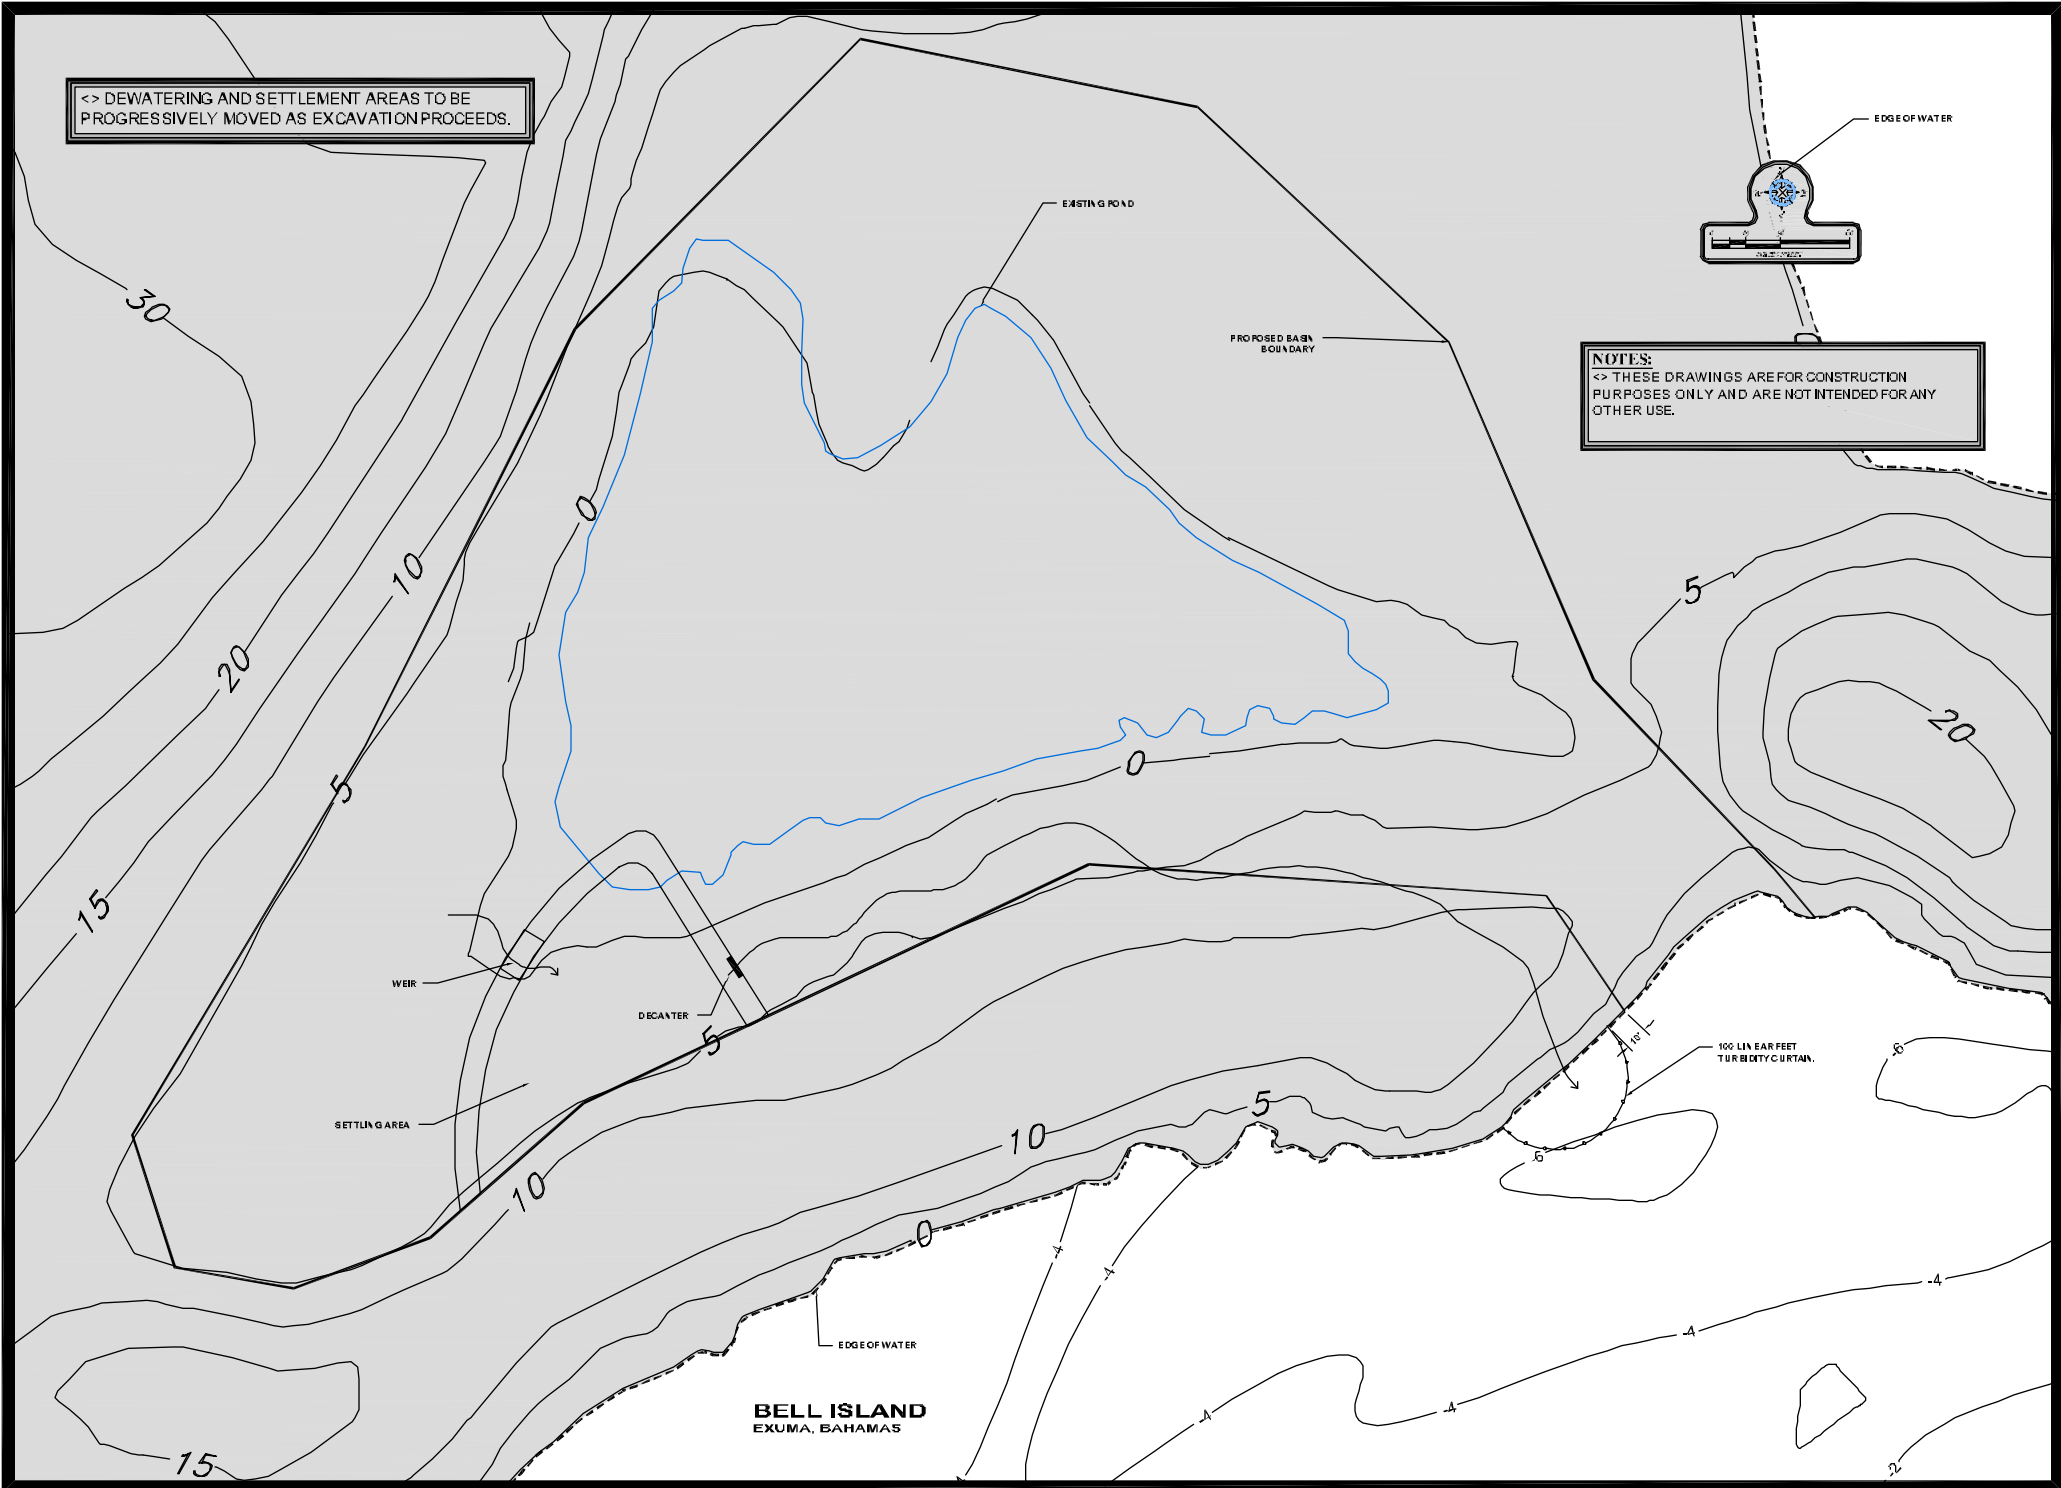 <> DEWATERING AND SETTLEMENT AREAS TO BE
PROGRESSIVELY MOVED AS EXCAVATION PROCEEDS.
EDGE OF WATER
EXISTING POND
30
PROPOSED BASIN
BOUNDARY
0
NOTES:
<> THESE DRAWINGS ARE FOR CONSTRUCTION
PURPOSES ONLY AND ARE NOT INTENDED FOR ANY
OTHER USE.
0
10
5
20
20
0
5
15
WEIR
DECANTER
5
10'
100 LINEAR FEET
TURBIDITY CURTAIN.
-6
SETTLING AREA
5
10
-6
10
0
-4
-4
-4
-4
EDGE OF WATER
BELL ISLAND
EXUMA, BAHAMAS
-4
-4
15
-2